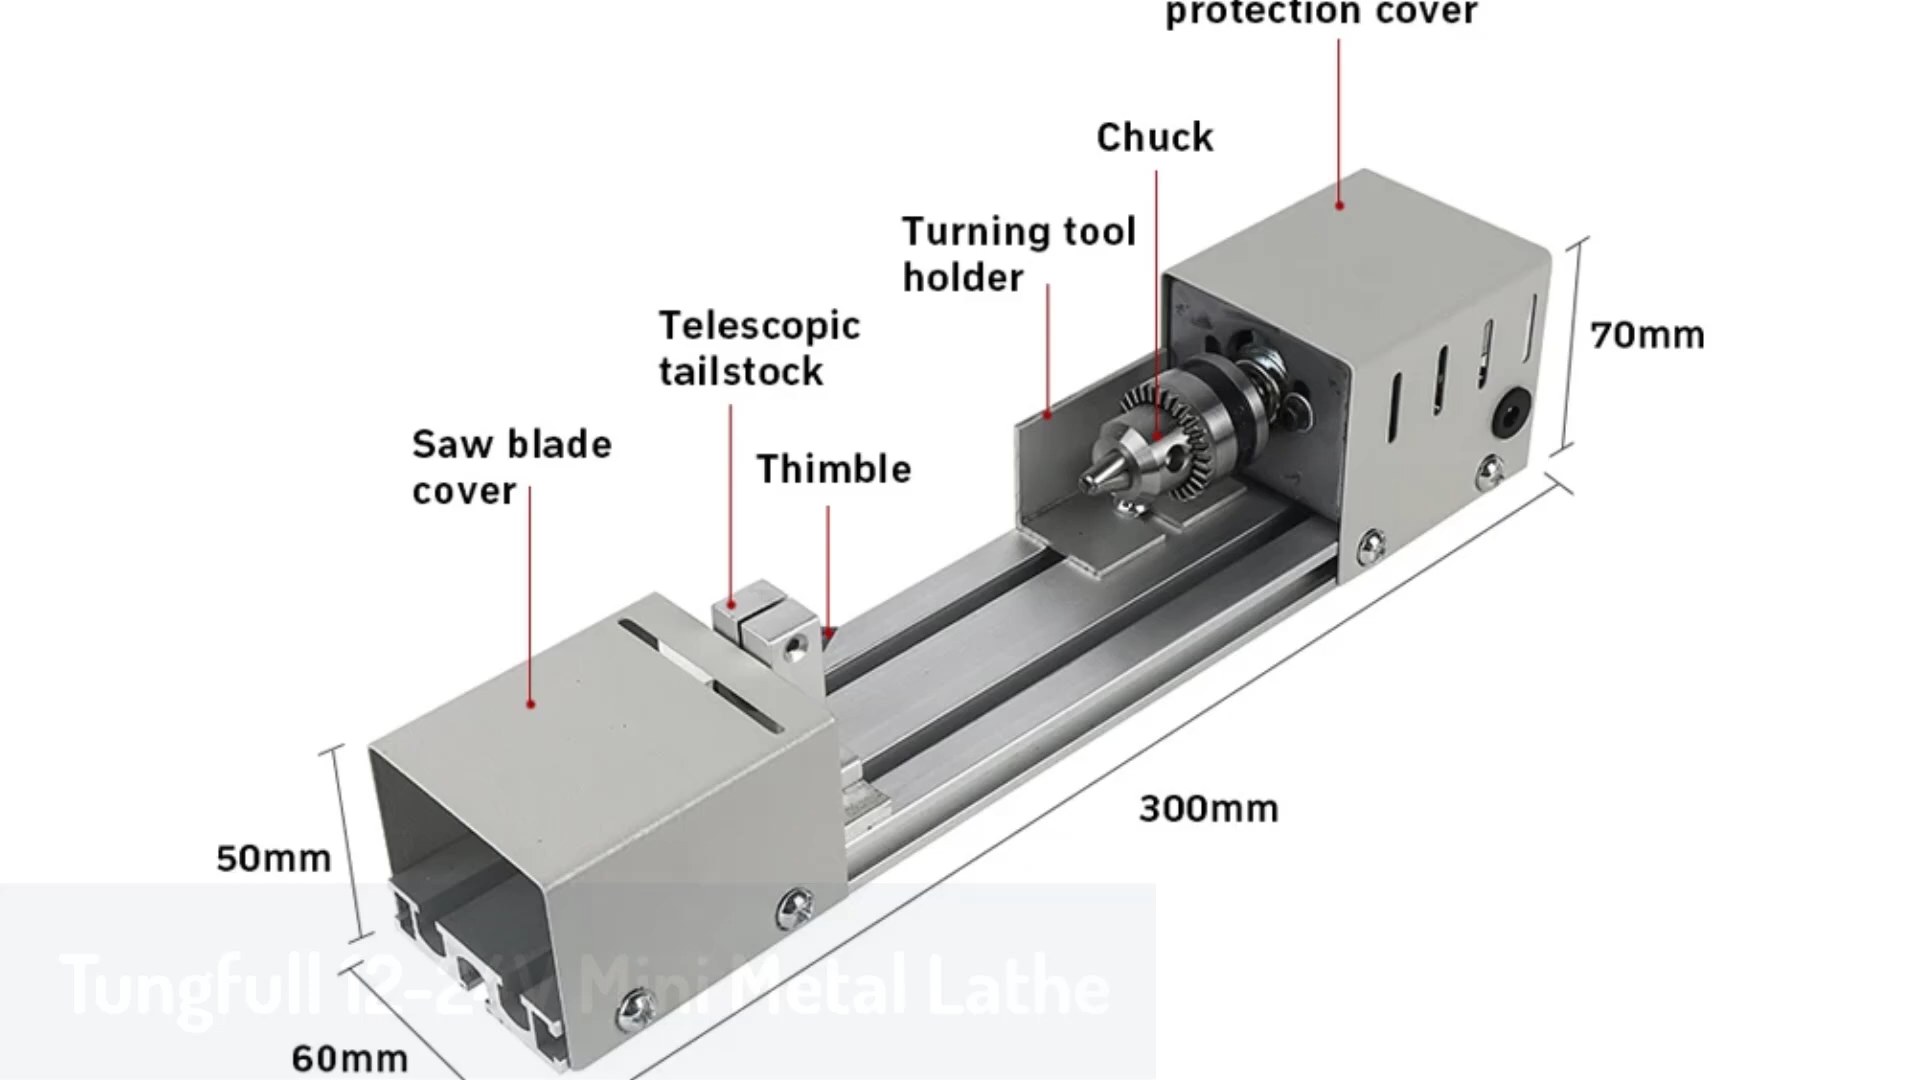 protection cover
Chuck
Turning tool
holder
Telescopic
tailstock
Saw blade
cover
Thimble
70mm
300mm
50mm
60mm
Tungfull 12-24V Mini Metal Lathe